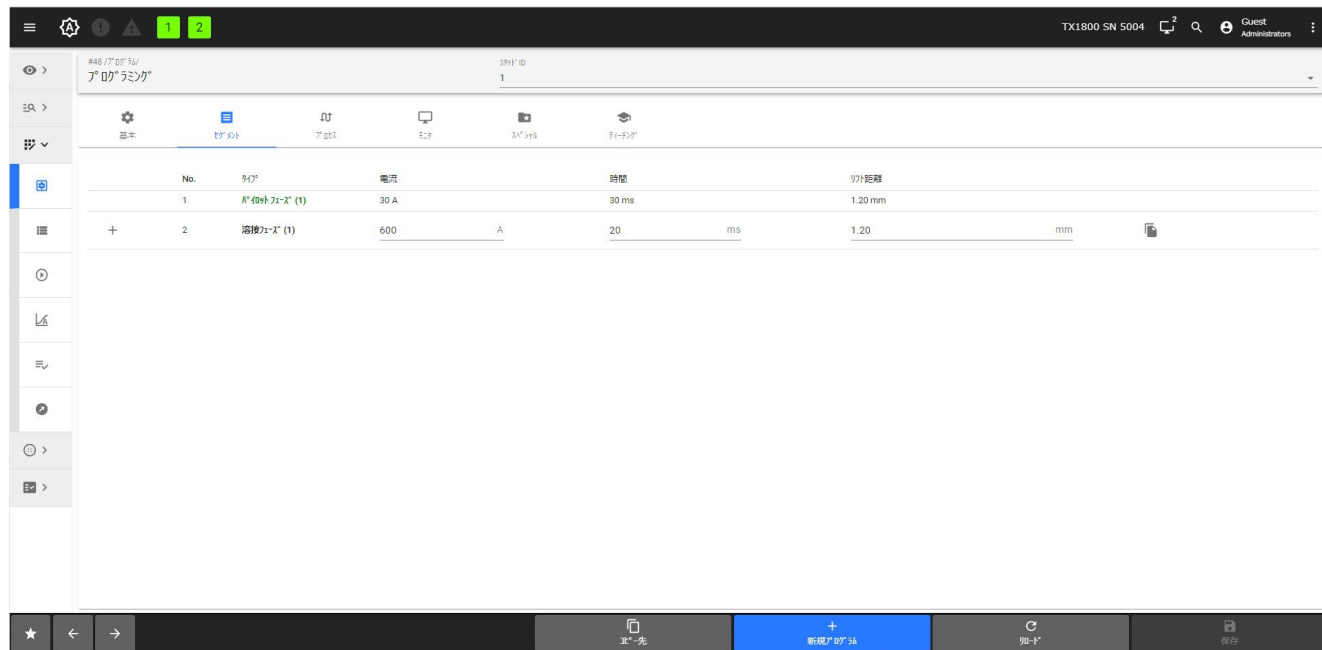 1 2 TX1800 SN 5004 2 Guest
Administrators
#48 /ﾌﾟﾛｸﾞﾗﾑ/
ﾌﾟﾛｸﾞﾗﾐﾝｸﾞ
ｽﾀｯﾄﾞID
1
基本 ｾｸﾞﾒﾝﾄ ﾌﾟﾛｾｽ ﾓﾆﾀ ｽﾍﾟｼｬﾙ ﾃｨｰﾁﾝｸﾞ
No. ﾀｲﾌﾟ 電流 時間 ﾘﾌﾄ距離
1 ﾊﾟｲﾛｯﾄ ﾌｪｰｽﾞ (1) 30 A 30 ms 1.20 mm
2 溶接ﾌｪｰｽﾞ (1) 600 A 20 ms 1.20 mm
ｺﾋﾟｰ先 新規ﾌﾟﾛｸﾞﾗﾑ ﾘﾛｰﾄﾞ 保存